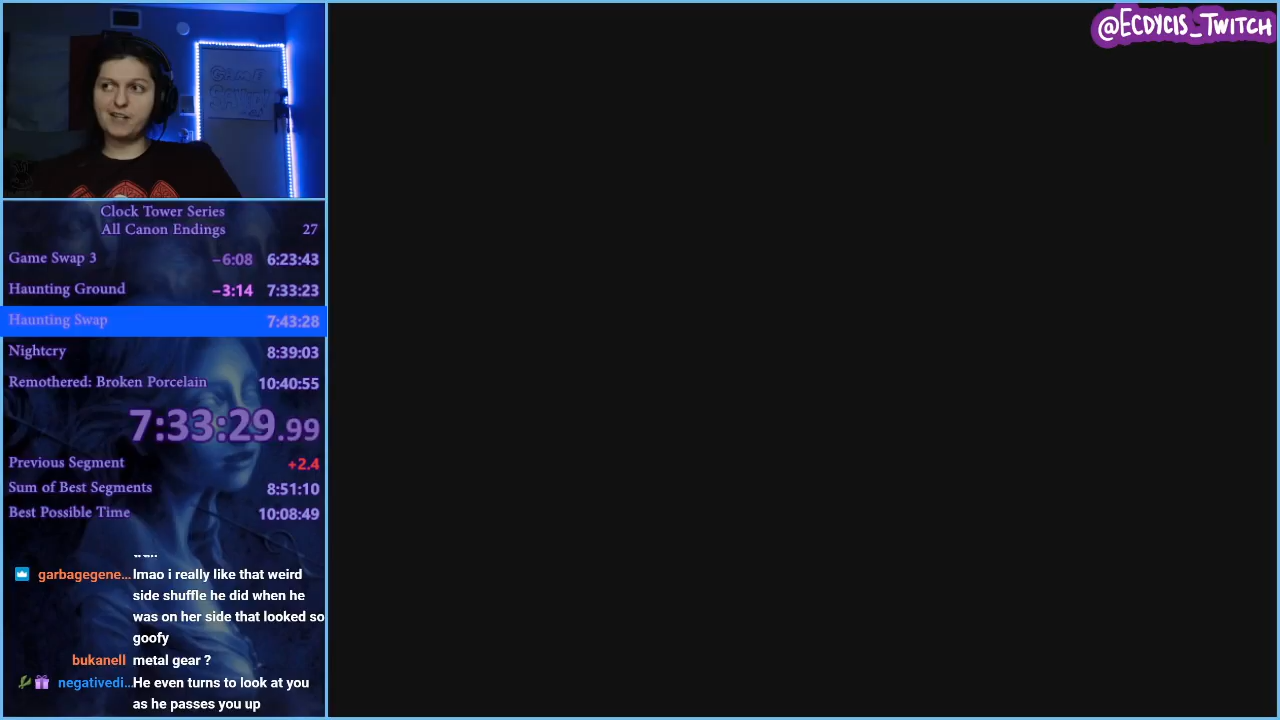 @ECDYCIS_TWITCH
GAME
Clock Tower Series
All Canon Endings 27
Game Swap 3 −6:08 6:23:43
Haunting Ground −3:14 7:33:23
Haunting Swap 7:43:28
Nightcry 8:39:03
Remothered: Broken Porcelain 10:40:55
7:33:29.99
Previous Segment +2.4
Sum of Best Segments 8:51:10
Best Possible Time 10:08:49
garbagegene... lmao i really like that weird
side shuffle he did when he
was on her side that looked so
goofy
bukanell metal gear ?
negativedi... He even turns to look at you
as he passes you up